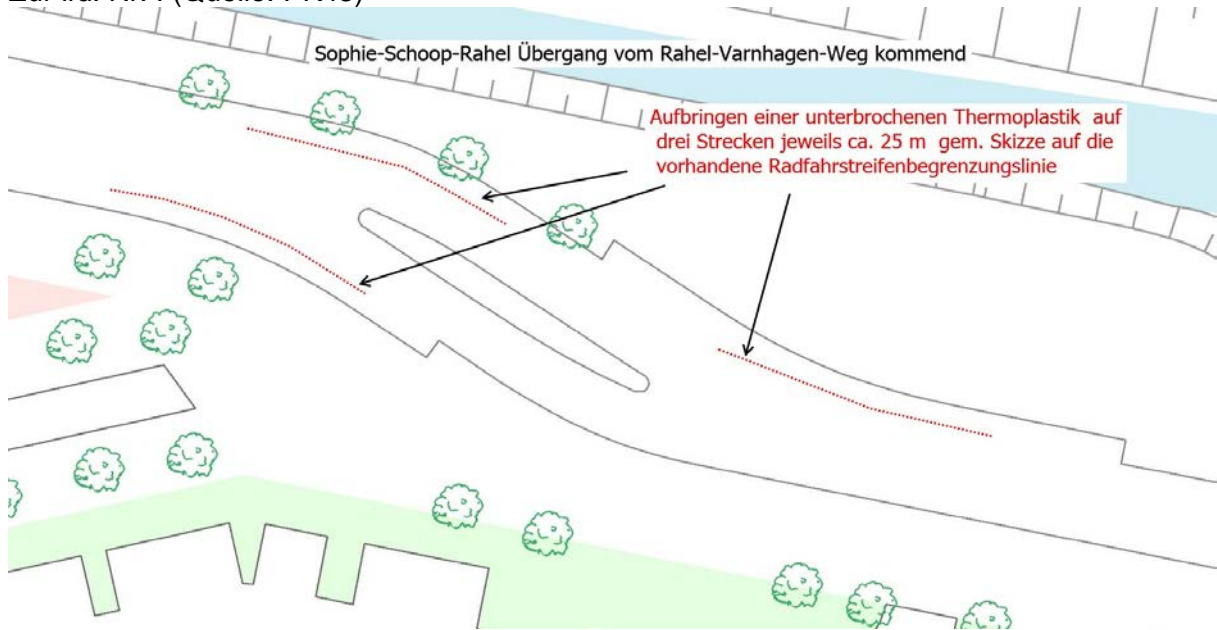 Sophie-Schoop-Rahel Übergang vom Rahel-Varnhagen-Weg kommend
Aufbringen einer unterbrochenen Thermoplastik auf
drei Strecken jeweils ca. 25 m gem. Skizze auf die
vorhandene Radfahrstreifenbegrenzungslinie